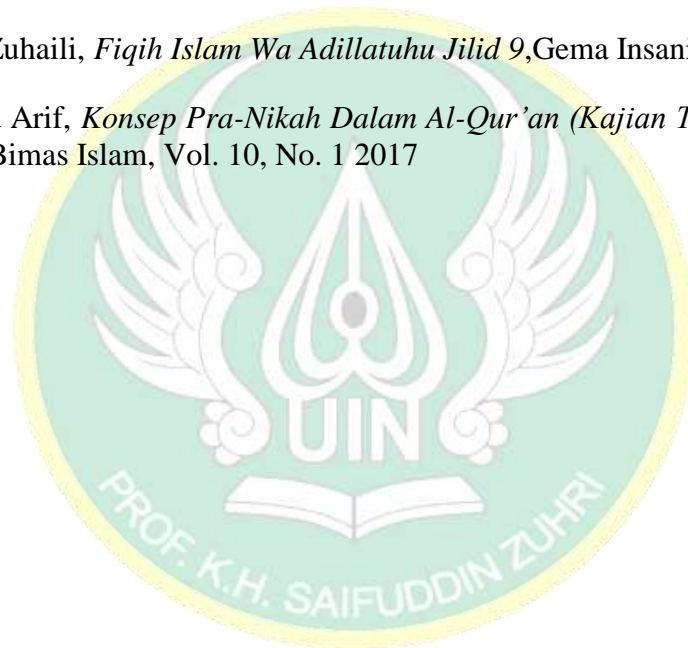 Zuhaili, Fiqih Islam Wa Adillatuhu Jilid 9,Gema Insani
Arif, Konsep Pra-Nikah Dalam Al-Qur’an (Kajian T
Bimas Islam, Vol. 10, No. 1 2017
UIN
PROF. K.H. SAIFUDDIN ZUHRI